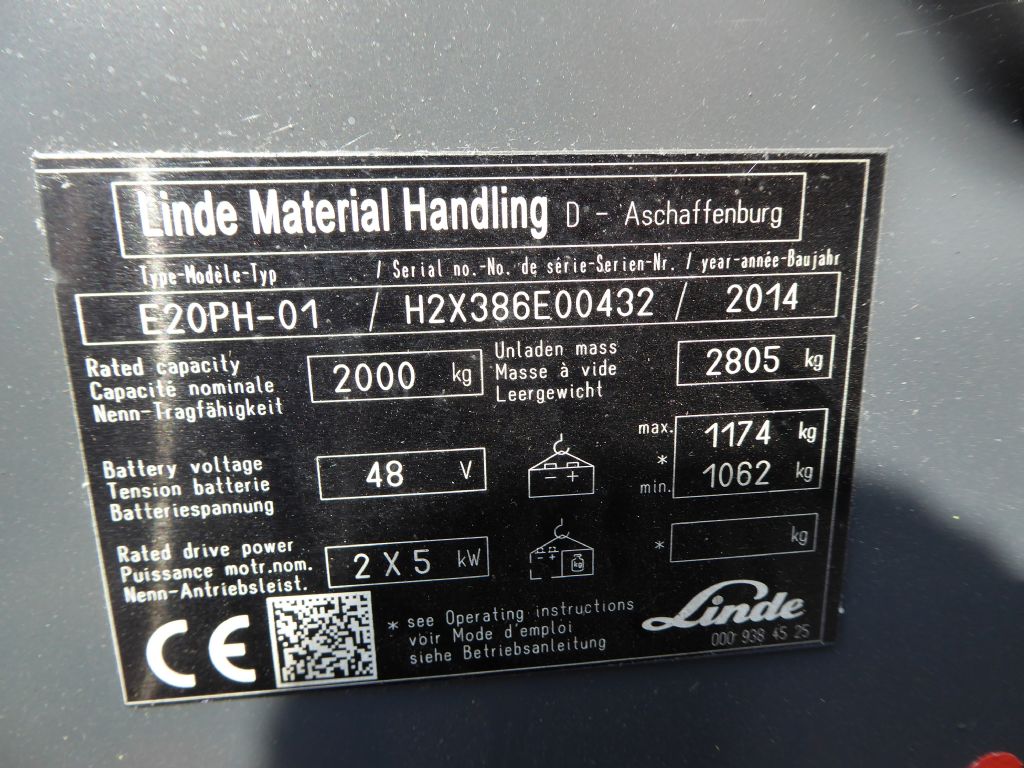 Linde Material Handling D - Aschaffenburg
Type-Modèle-Typ / Serial no.-No. de série-Serien-Nr. / year-année-Baujahr
E20PH-01 / H2X386E00432 / 2014
Rated capacity
Capacité nominale
Nenn-Tragfähigkeit
2000 kg
Unladen mass
Masse à vide
Leergewicht
2805 kg
Battery voltage
Tension batterie
Batteriespannung
48 V
- +
max. 1174 kg
*
min. 1062 kg
Rated drive power
Puissance motr.nom.
Nenn-Antriebsleist.
2 X 5 kW
- + kg
* kg
CE
* see Operating instructions
voir Mode d'emploi
siehe Betriebsanleitung
Linde
000 938 45 25